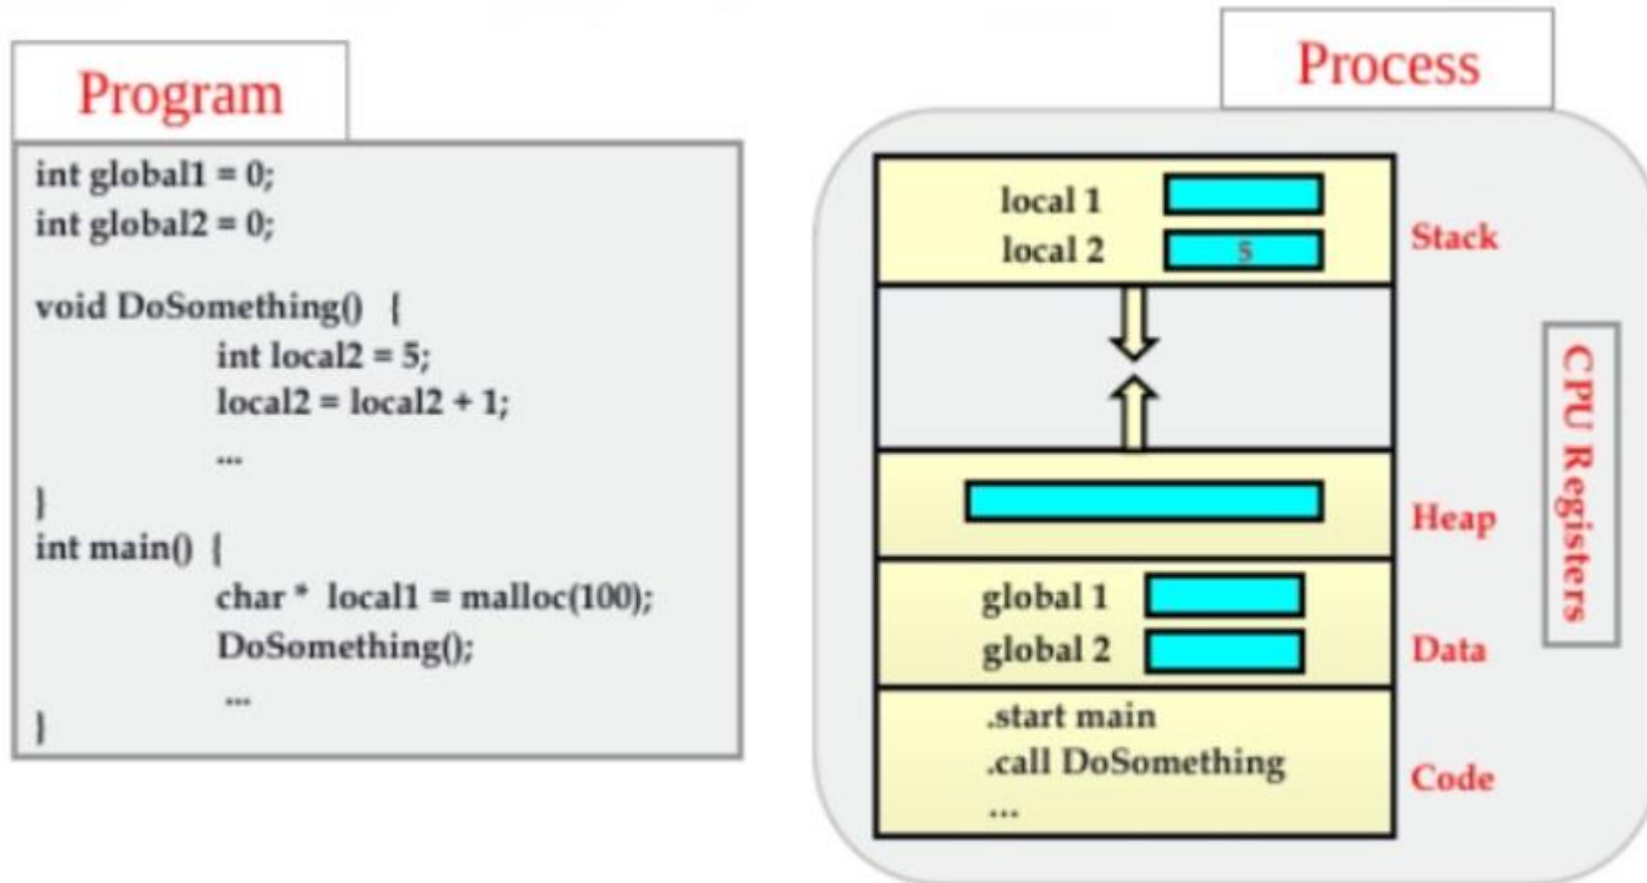 Program
int global1 = 0;
int global2 = 0;
void DoSomething() {
int local2 = 5;
local2 = local2 + 1;
...
}
int main() {
char * local1 = malloc(100);
DoSomething();
...
}
Process
local 1
local 2 5
Stack
Heap
global 1
global 2
Data
.start main
.call DoSomething
...
Code
CPU Registers